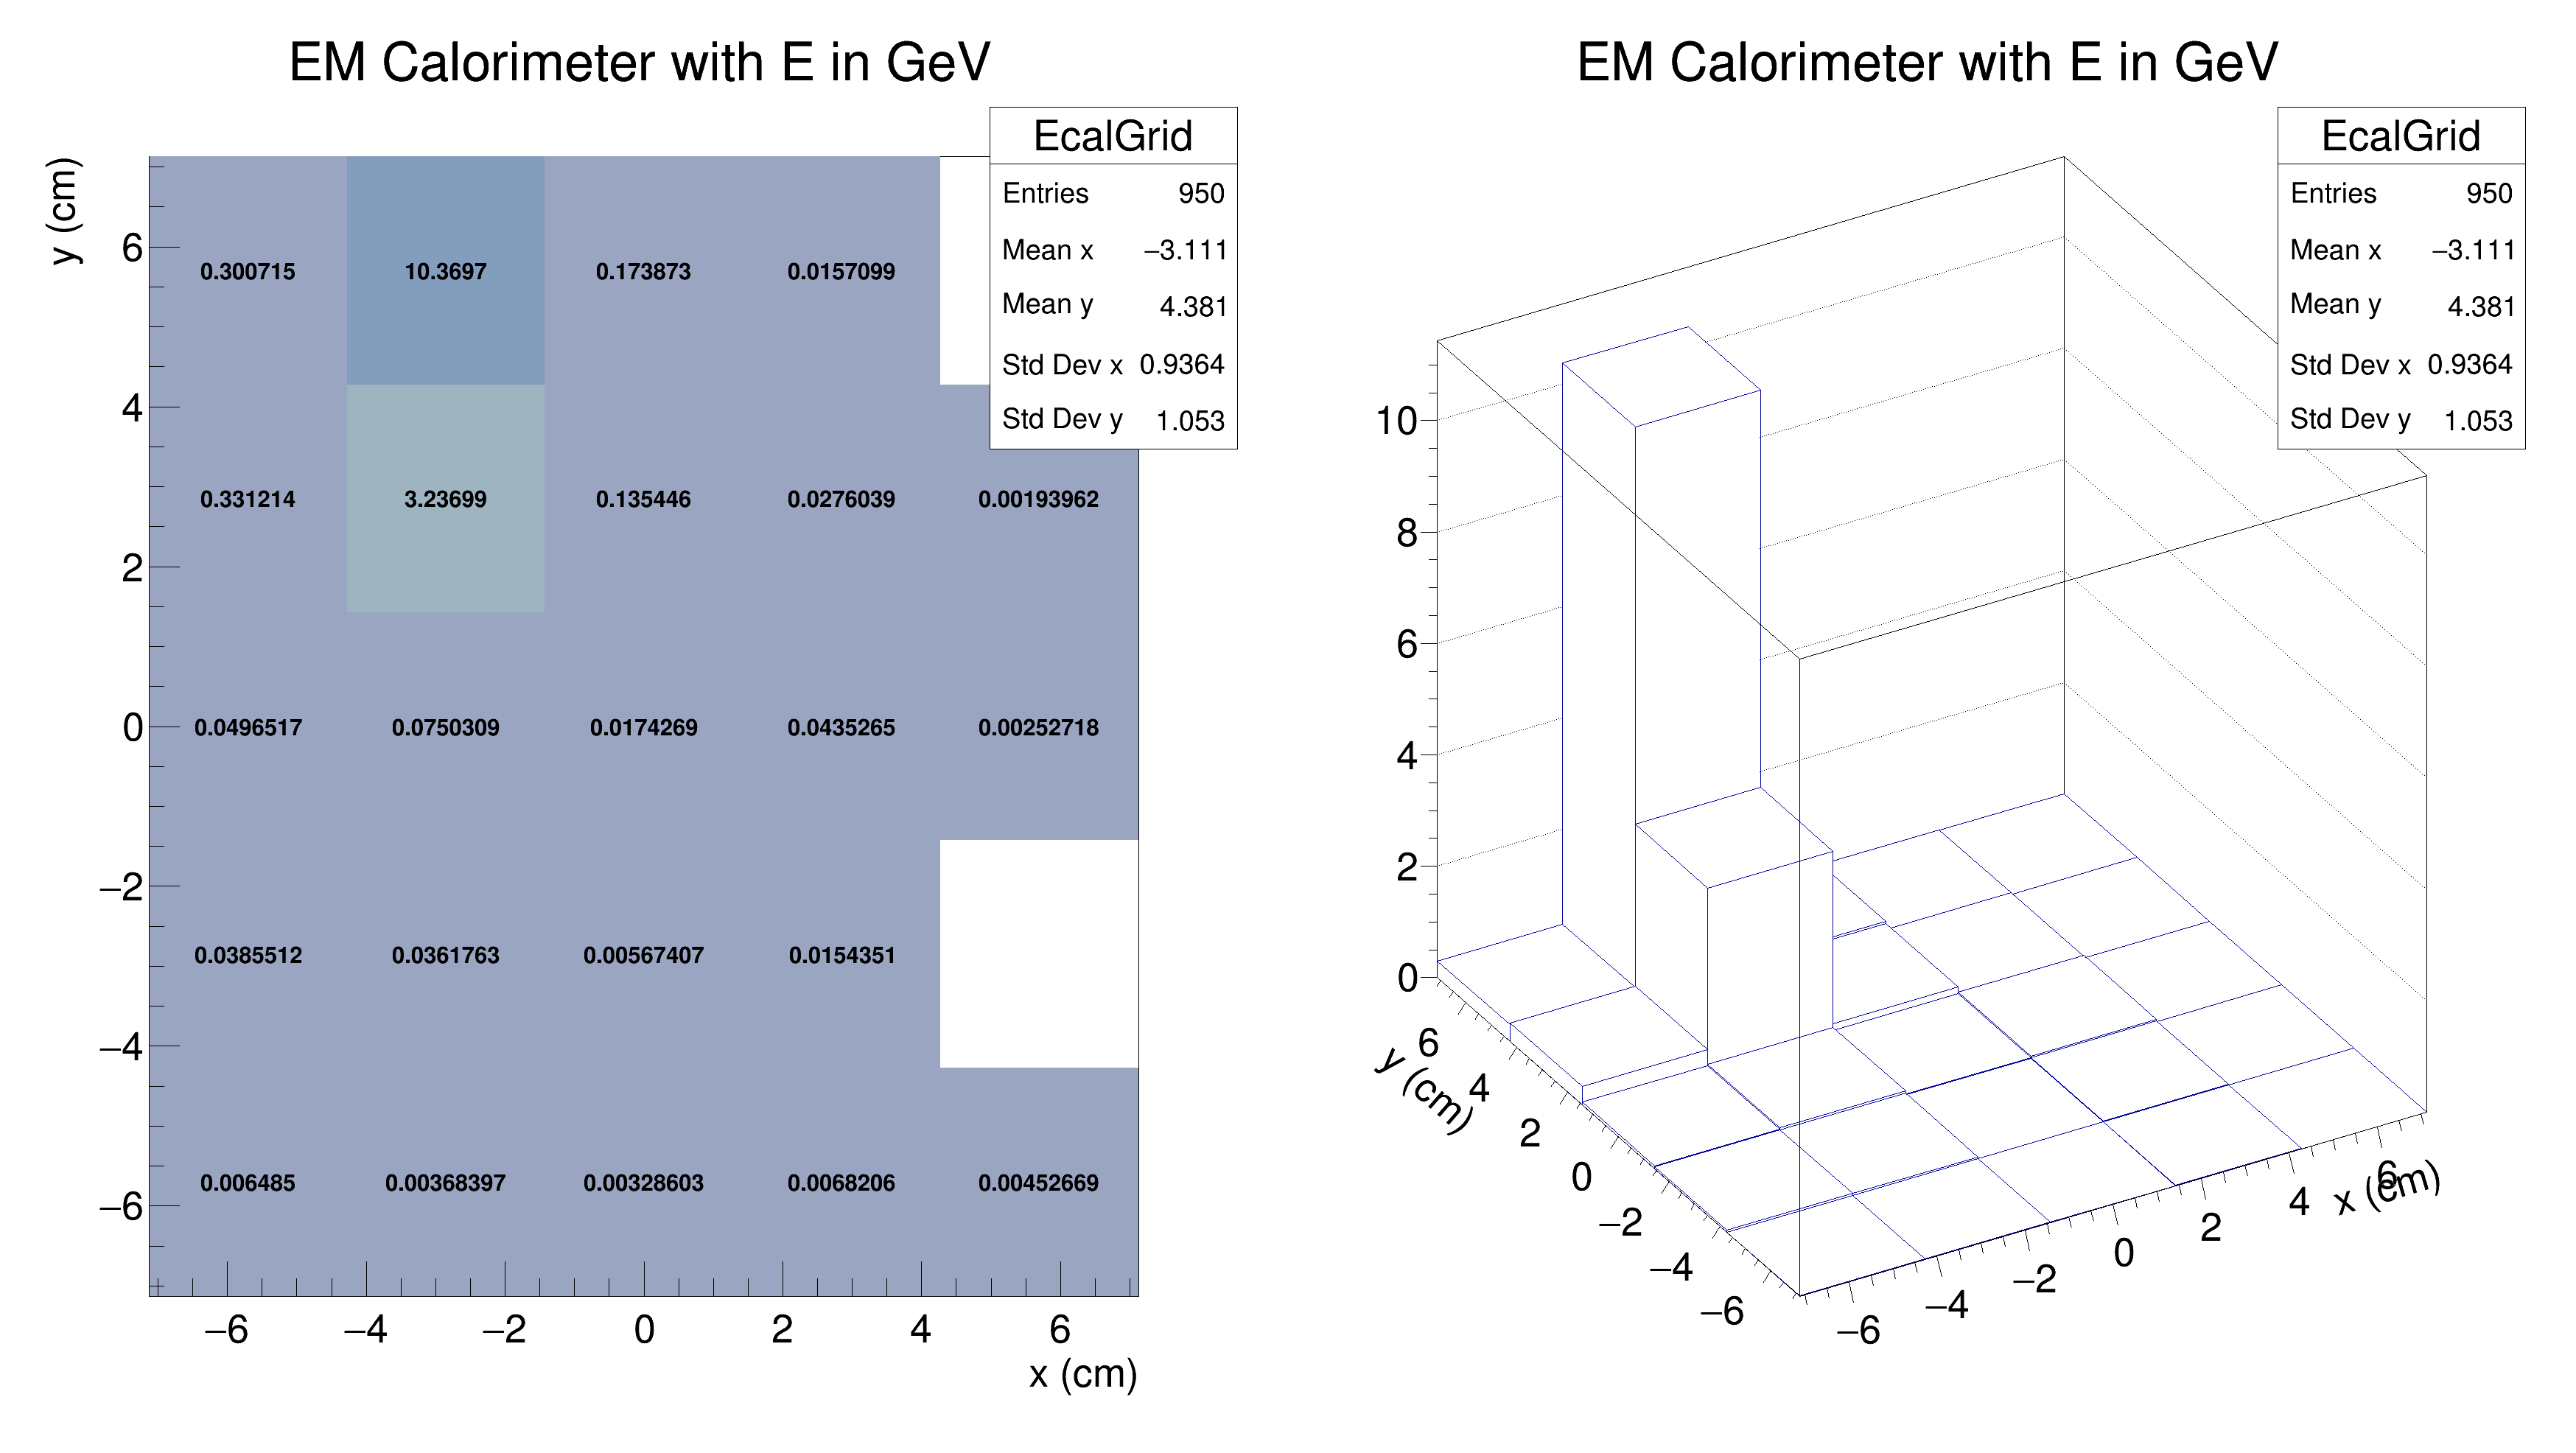 EM Calorimeter with E in GeV
EcalGrid
Entries 950
Mean x −3.111
Mean y 4.381
Std Dev x 0.9364
Std Dev y 1.053
y (cm)
6
4
2
0
−2
−4
−6
0.300715 10.3697 0.173873 0.0157099
0.331214 3.23699 0.135446 0.0276039 0.00193962
0.0496517 0.0750309 0.0174269 0.0435265 0.00252718
0.0385512 0.0361763 0.00567407 0.0154351
0.006485 0.00368397 0.00328603 0.0068206 0.00452669
−6 −4 −2 0 2 4 6
x (cm)
EM Calorimeter with E in GeV
EcalGrid
Entries 950
Mean x −3.111
Mean y 4.381
Std Dev x 0.9364
Std Dev y 1.053
10
8
6
4
2
0
6
4
2
0
−2
−4
−6
y (cm)
−6
−4
−2
0
2
4
6
x (cm)